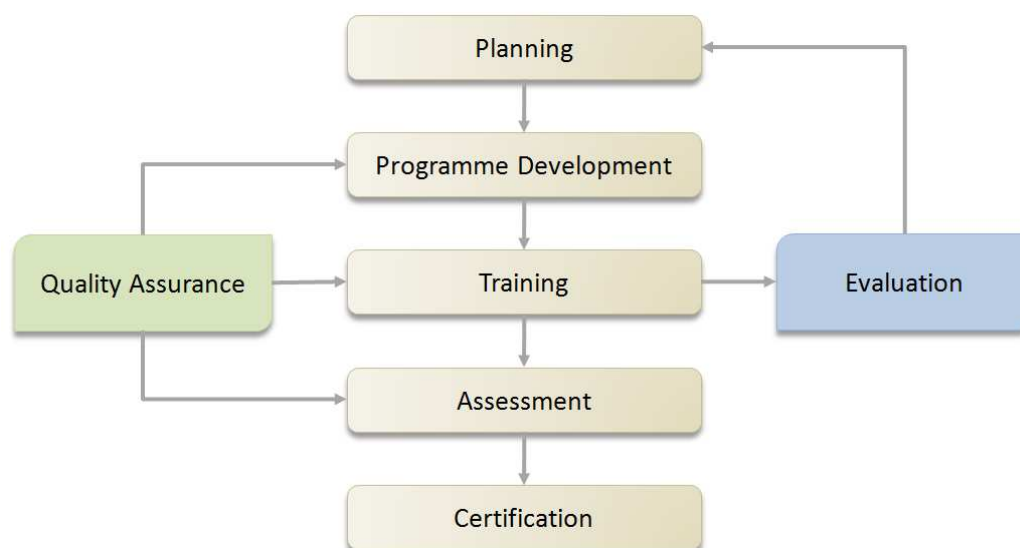 Planning
Programme Development
Quality Assurance
Training
Evaluation
Assessment
Certification